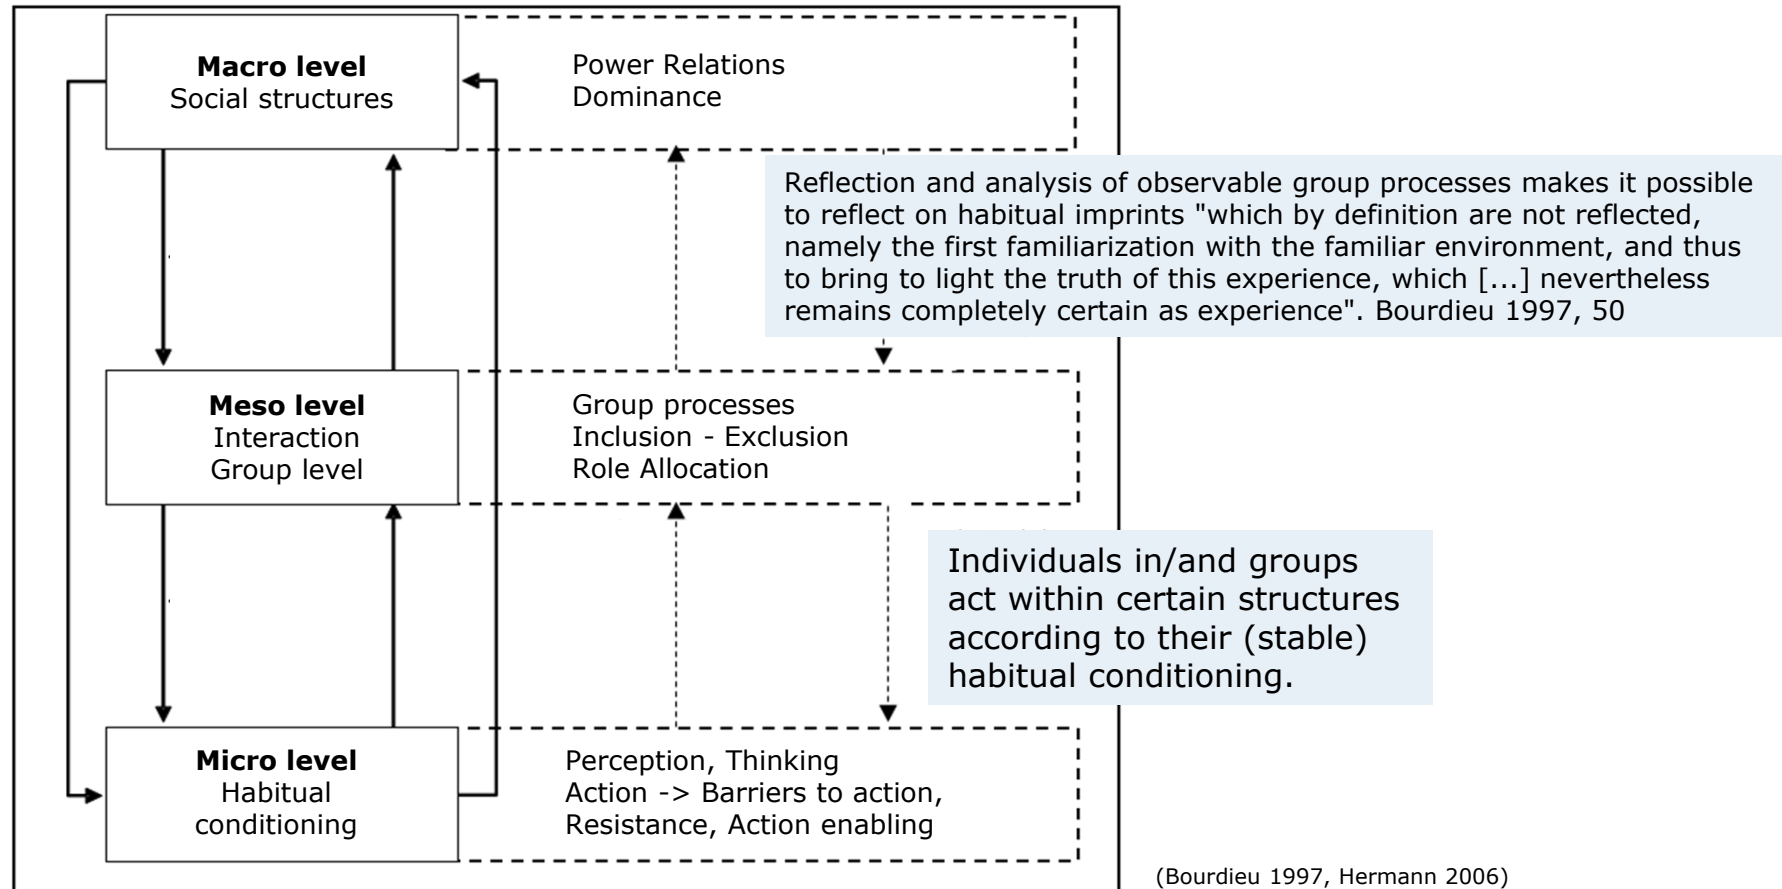 Macro level
Social structures
Power Relations
Dominance
Reflection and analysis of observable group processes makes it possible
to reflect on habitual imprints "which by definition are not reflected,
namely the first familiarization with the familiar environment, and thus
to bring to light the truth of this experience, which [...] nevertheless
remains completely certain as experience". Bourdieu 1997, 50
Meso level
Interaction
Group level
Group processes
Inclusion - Exclusion
Role Allocation
Individuals in/and groups
act within certain structures
according to their (stable)
habitual conditioning.
Micro level
Habitual
conditioning
Perception, Thinking
Action -> Barriers to action,
Resistance, Action enabling
(Bourdieu 1997, Hermann 2006)